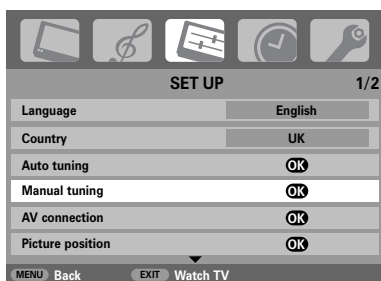 SET UP 1/2
Language English
Country UK
Auto tuning OK
Manual tuning OK
AV connection OK
Picture position OK
MENU Back EXIT Watch TV